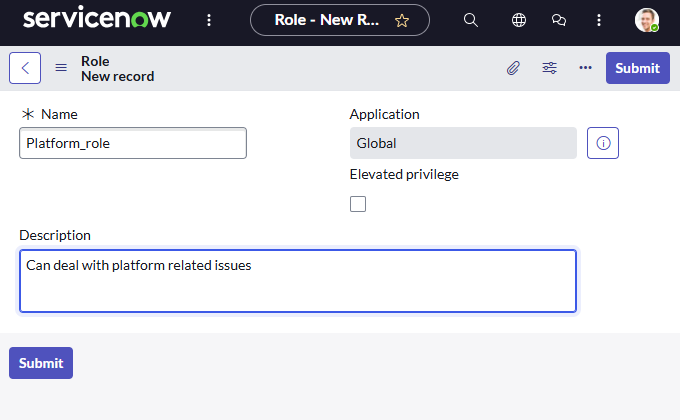 servicenow
Role - New R...
Role
New record
Submit
Name
Platform_role
Application
Global
Elevated privilege
Description
Can deal with platform related issues
Submit